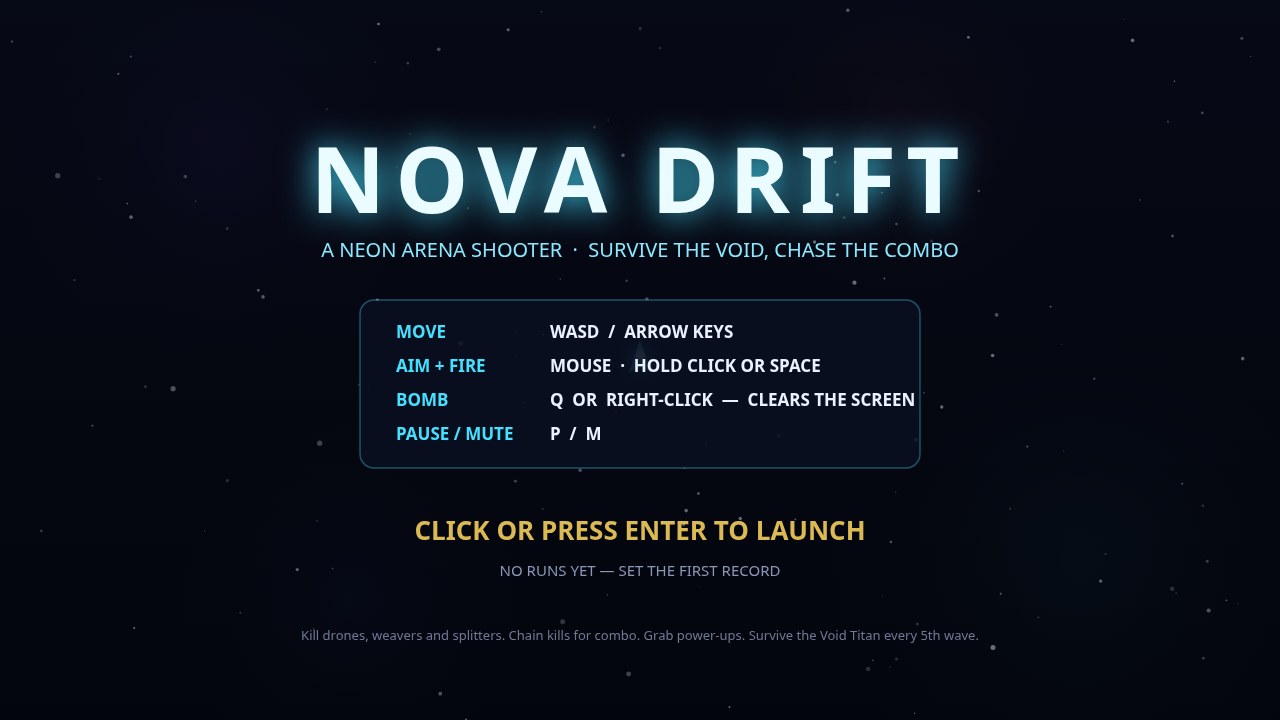 NOVA DRIFT
A NEON ARENA SHOOTER · SURVIVE THE VOID, CHASE THE COMBO
MOVE WASD / ARROW KEYS
AIM + FIRE MOUSE · HOLD CLICK OR SPACE
BOMB Q OR RIGHT-CLICK — CLEARS THE SCREEN
PAUSE / MUTE P / M
CLICK OR PRESS ENTER TO LAUNCH
NO RUNS YET — SET THE FIRST RECORD
Kill drones, weavers and splitters. Chain kills for combo. Grab power-ups. Survive the Void Titan every 5th wave.